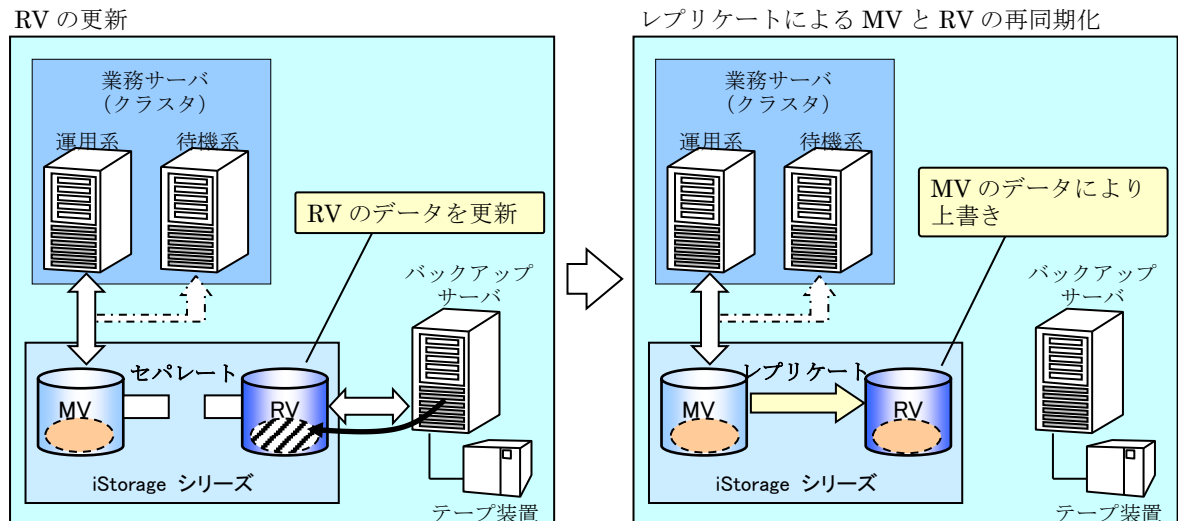 RV の更新
業務サーバ
（クラスタ）
運用系
待機系
RV のデータを更新
バックアップ
サーバ
セパレート
MV
RV
iStorage シリーズ
テープ装置
レプリケートによる MV と RV の再同期化
業務サーバ
（クラスタ）
運用系
待機系
MV のデータにより
上書き
バックアップ
サーバ
レプリケート
MV
RV
iStorage シリーズ
テープ装置